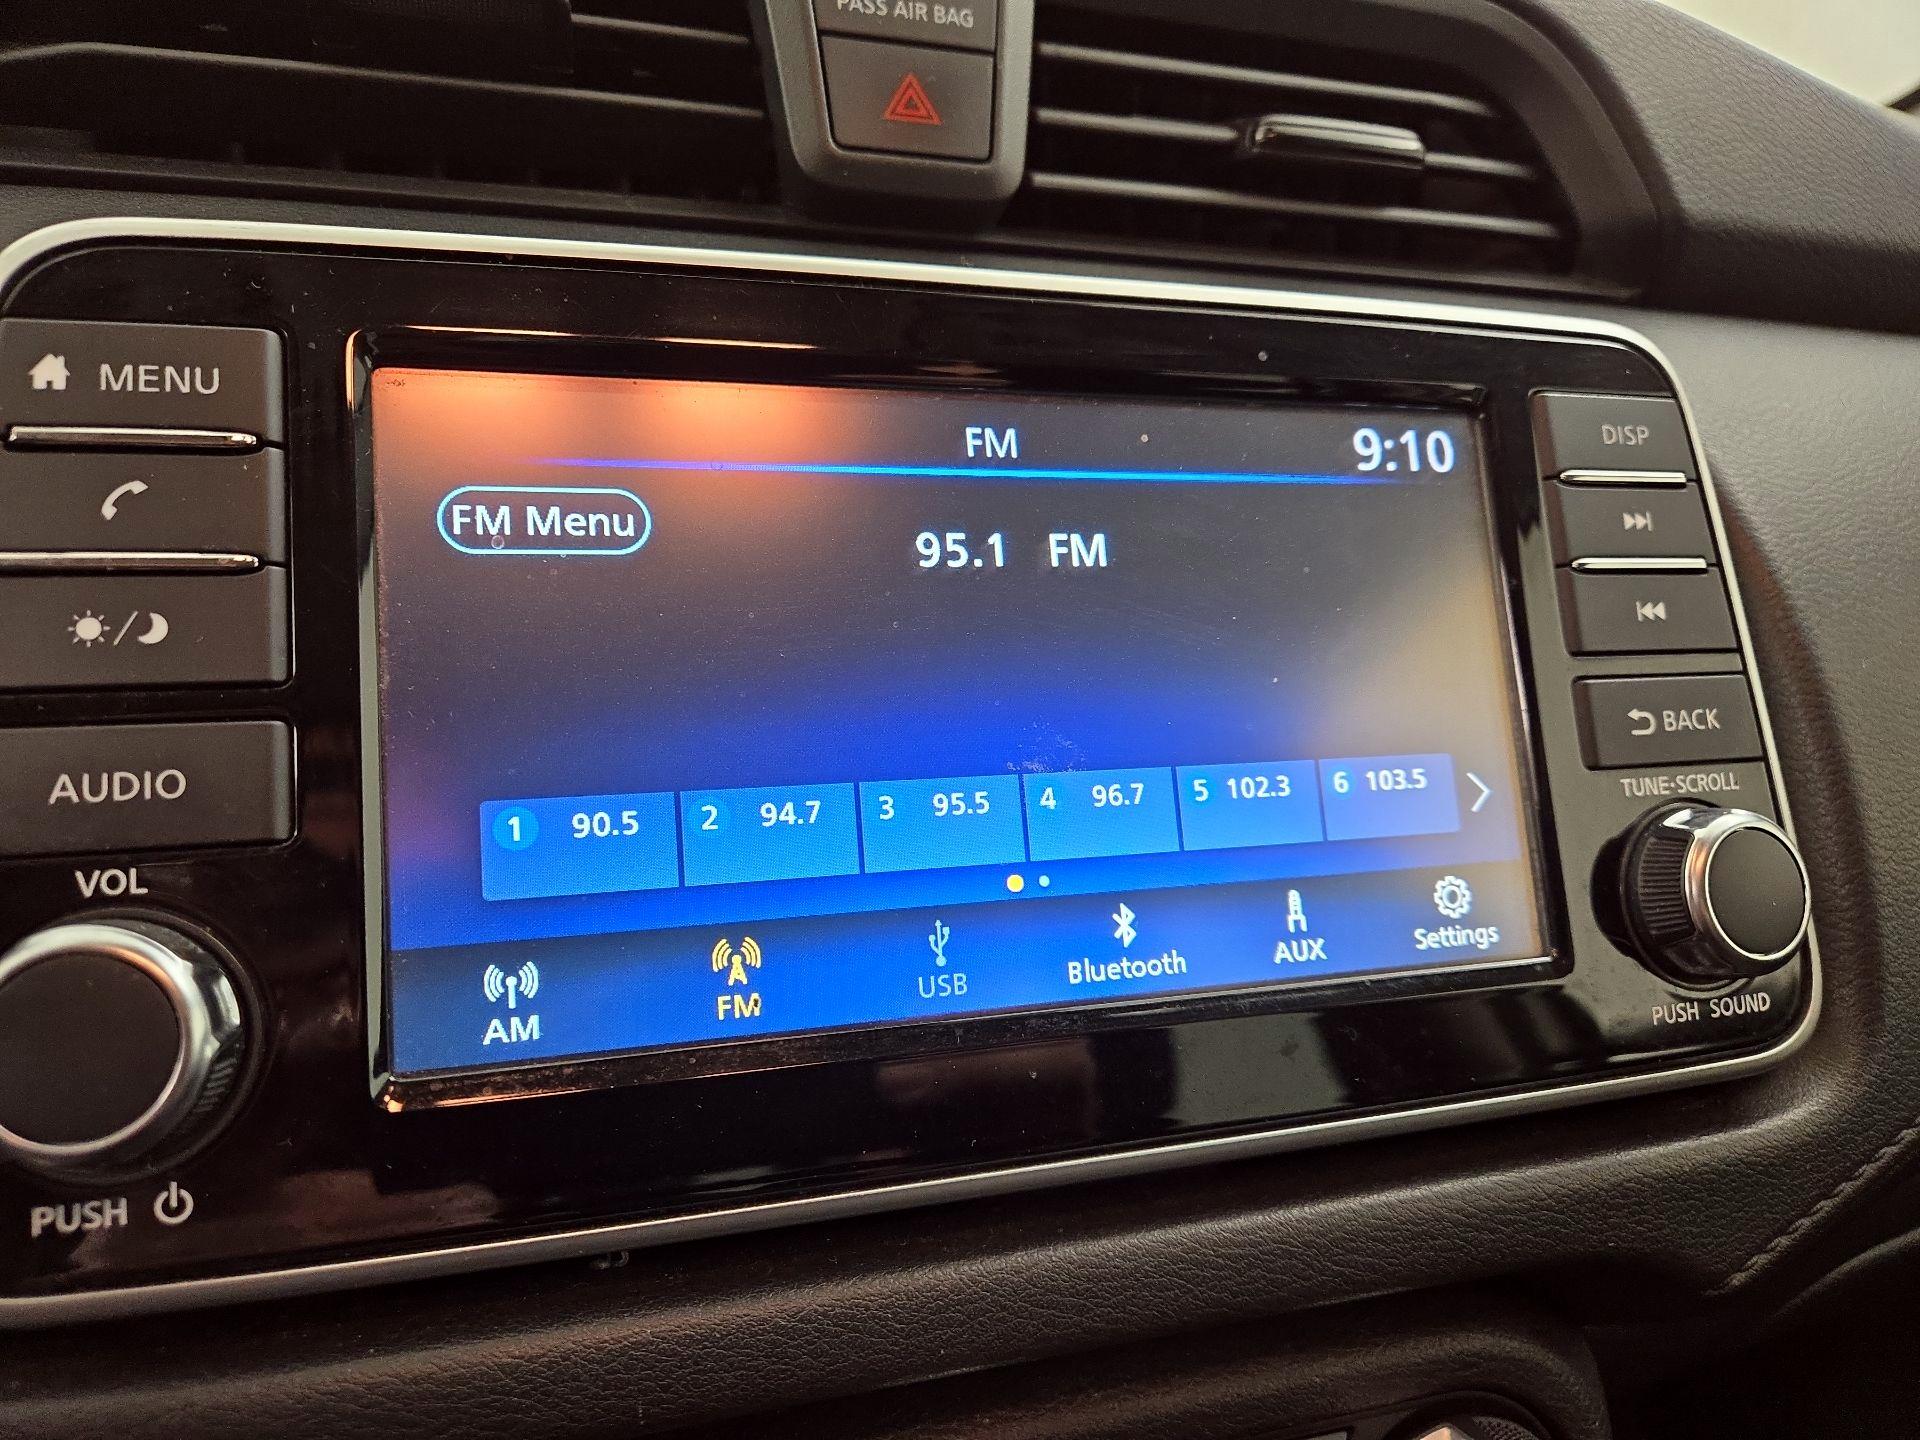 PASS AIR BAG
MENU
AUDIO
VOL
PUSH
FM
9:10
FM Menu
95.1 FM
1 90.5
2 94.7
3 95.5
4 96.7
5 102.3
6 103.5
AM
FM
USB
Bluetooth
AUX
Settings
DISP
BACK
TUNE·SCROLL
PUSH SOUND